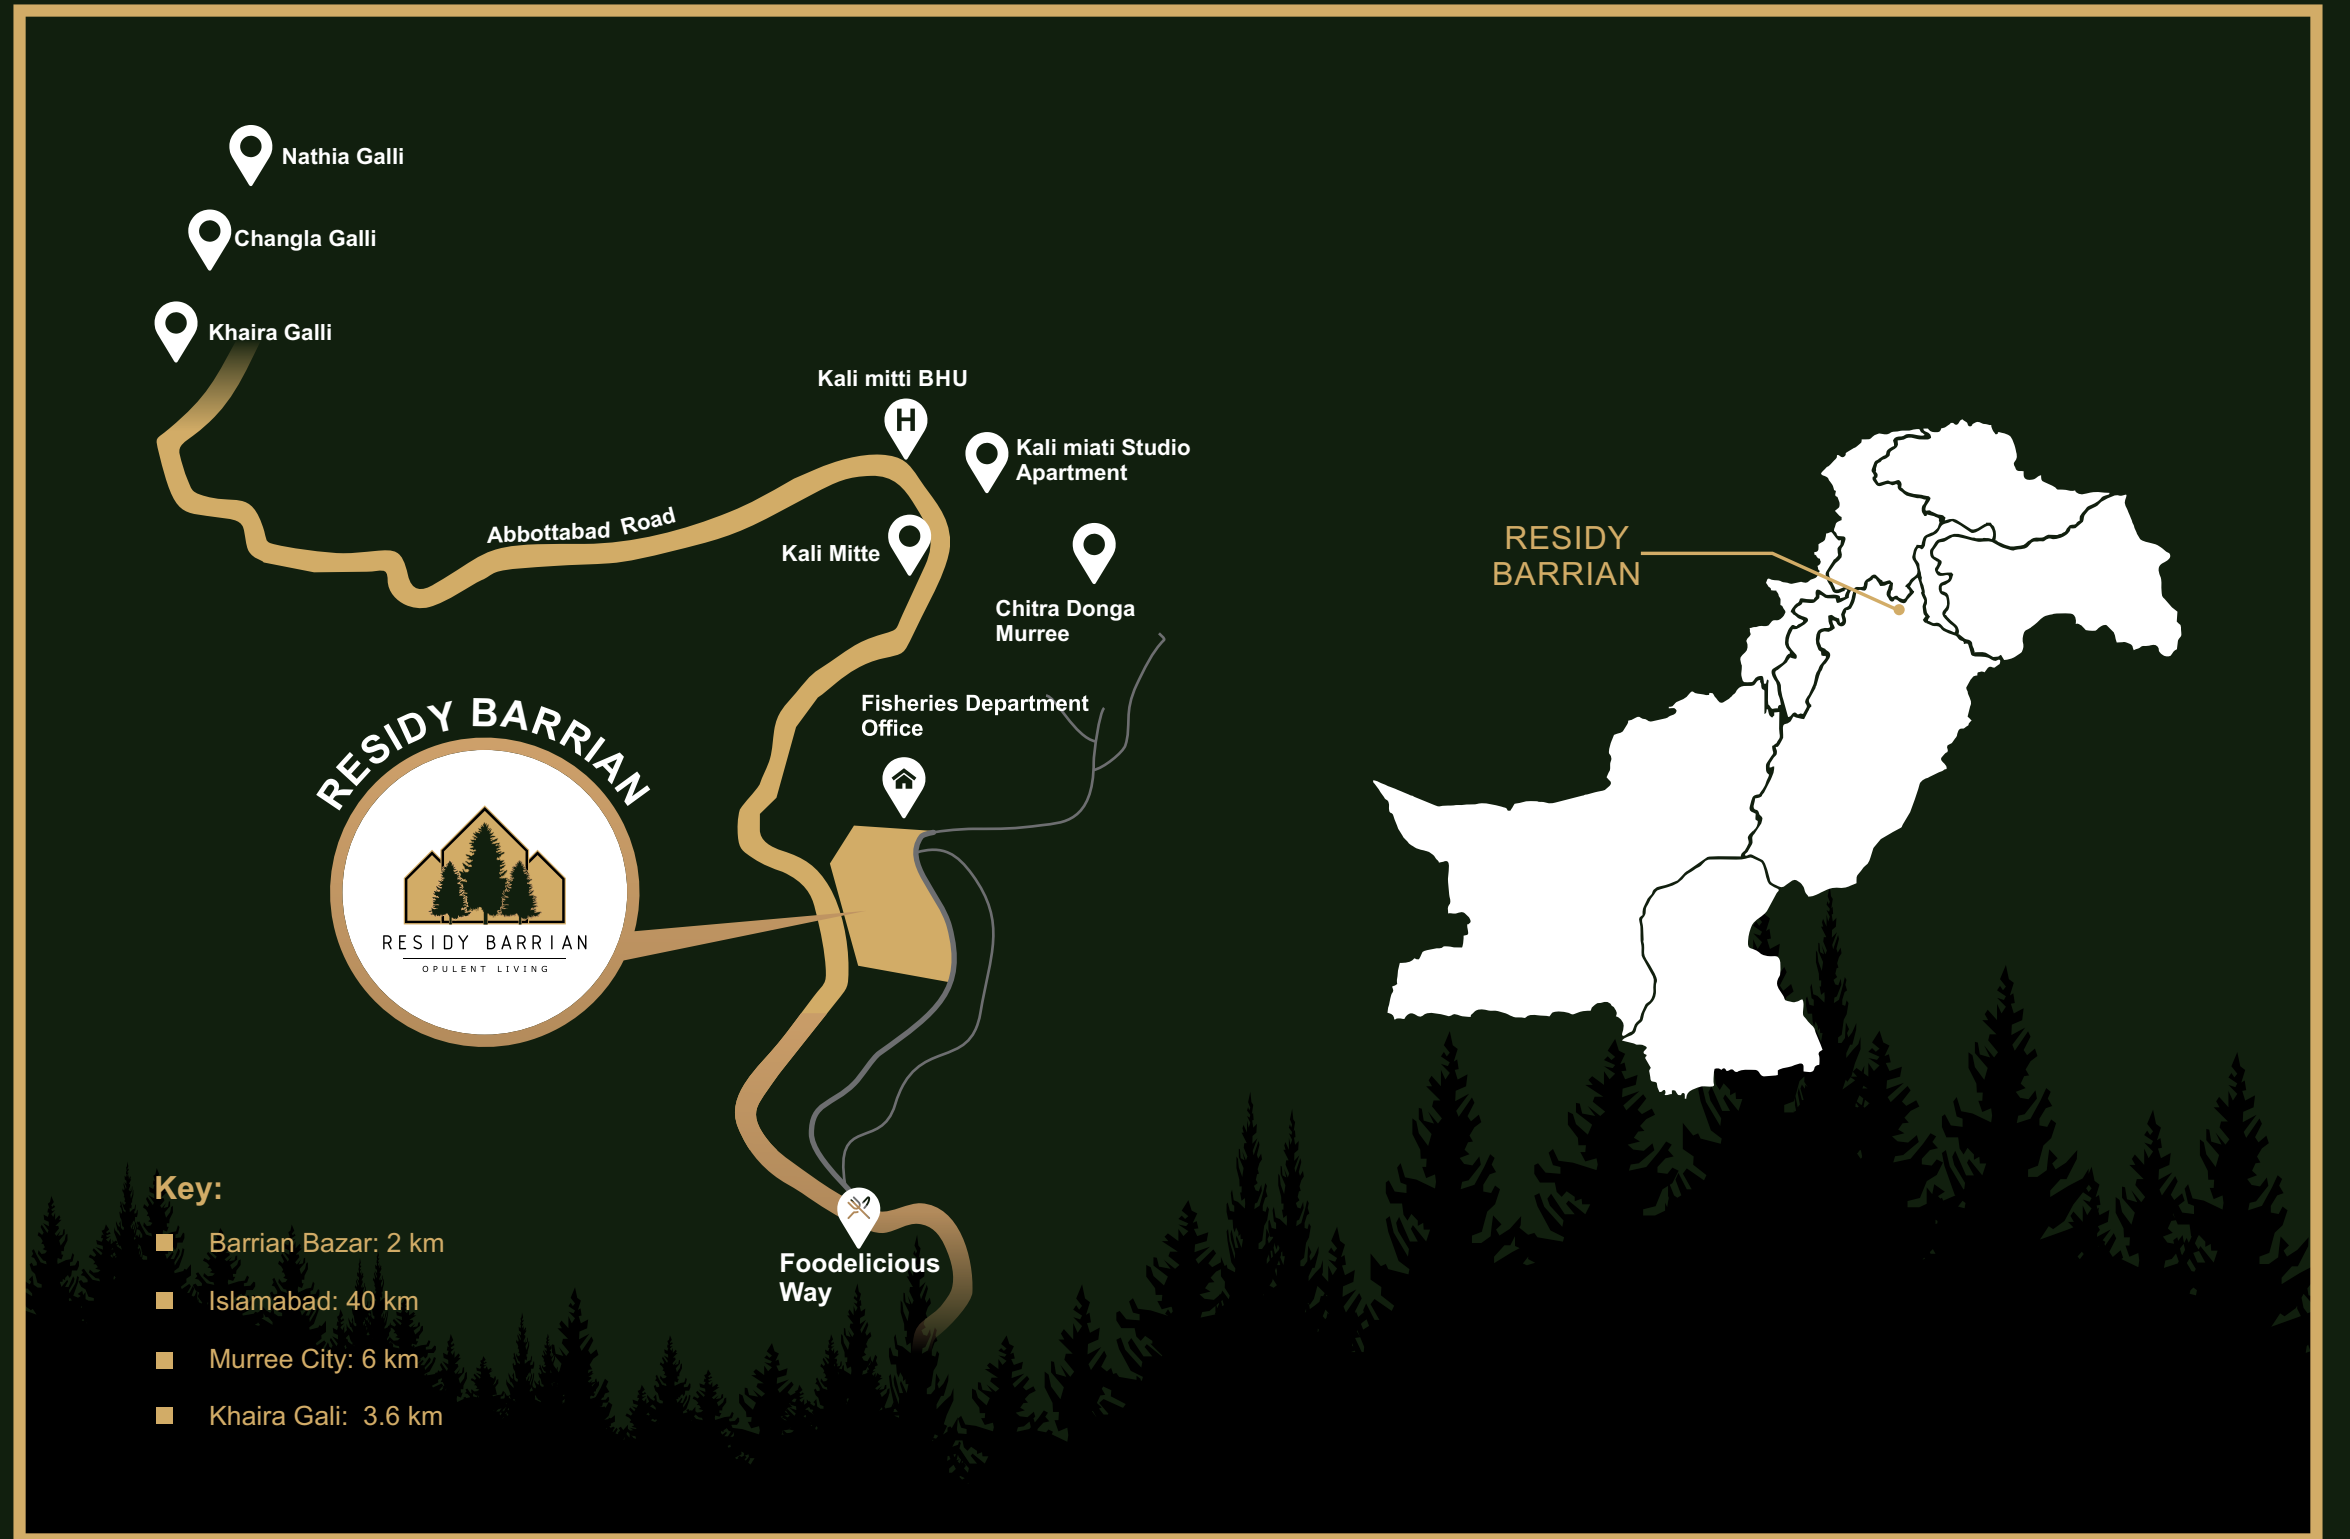 Nathia Galli
Changla Galli
Khaira Galli
Kali mitti BHU
H
Kali miati Studio
Apartment
Abbottabad Road
Kali Mitte
RESIDY
BARRIAN
Chitra Donga
Murree
Fisheries Department
Office
RESIDY BARRIAN
RESIDY BARRIAN
OPULENT LIVING
Foodelicious
Way
Key:
Barrian Bazar: 2 km
Islamabad: 40 km
Murree City: 6 km
Khaira Gali: 3.6 km